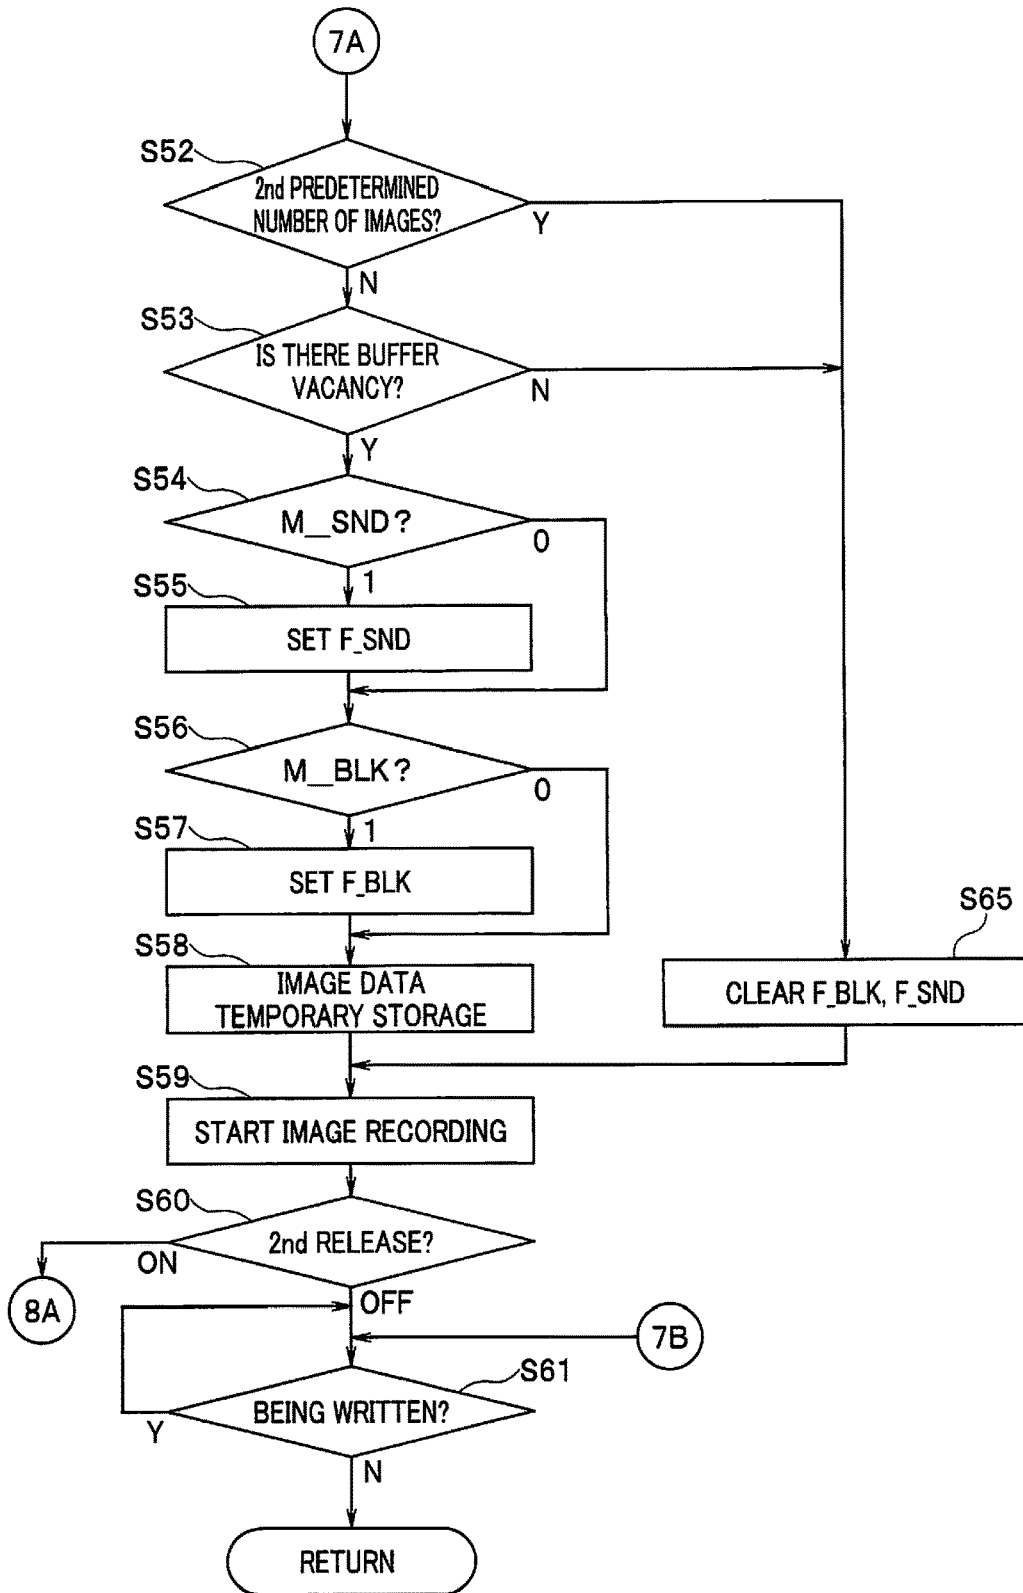 7A
S52
2nd PREDETERMINED
NUMBER OF IMAGES?
Y
N
S53
IS THERE BUFFER
VACANCY?
N
Y
S54
M__SND?
0
1
S55
SET F_SND
S56
M__BLK?
0
1
S57
SET F_BLK
S58
IMAGE DATA
TEMPORARY STORAGE
S65
CLEAR F_BLK, F_SND
S59
START IMAGE RECORDING
S60
2nd RELEASE?
ON
OFF
8A
7B
S61
BEING WRITTEN?
Y
N
RETURN